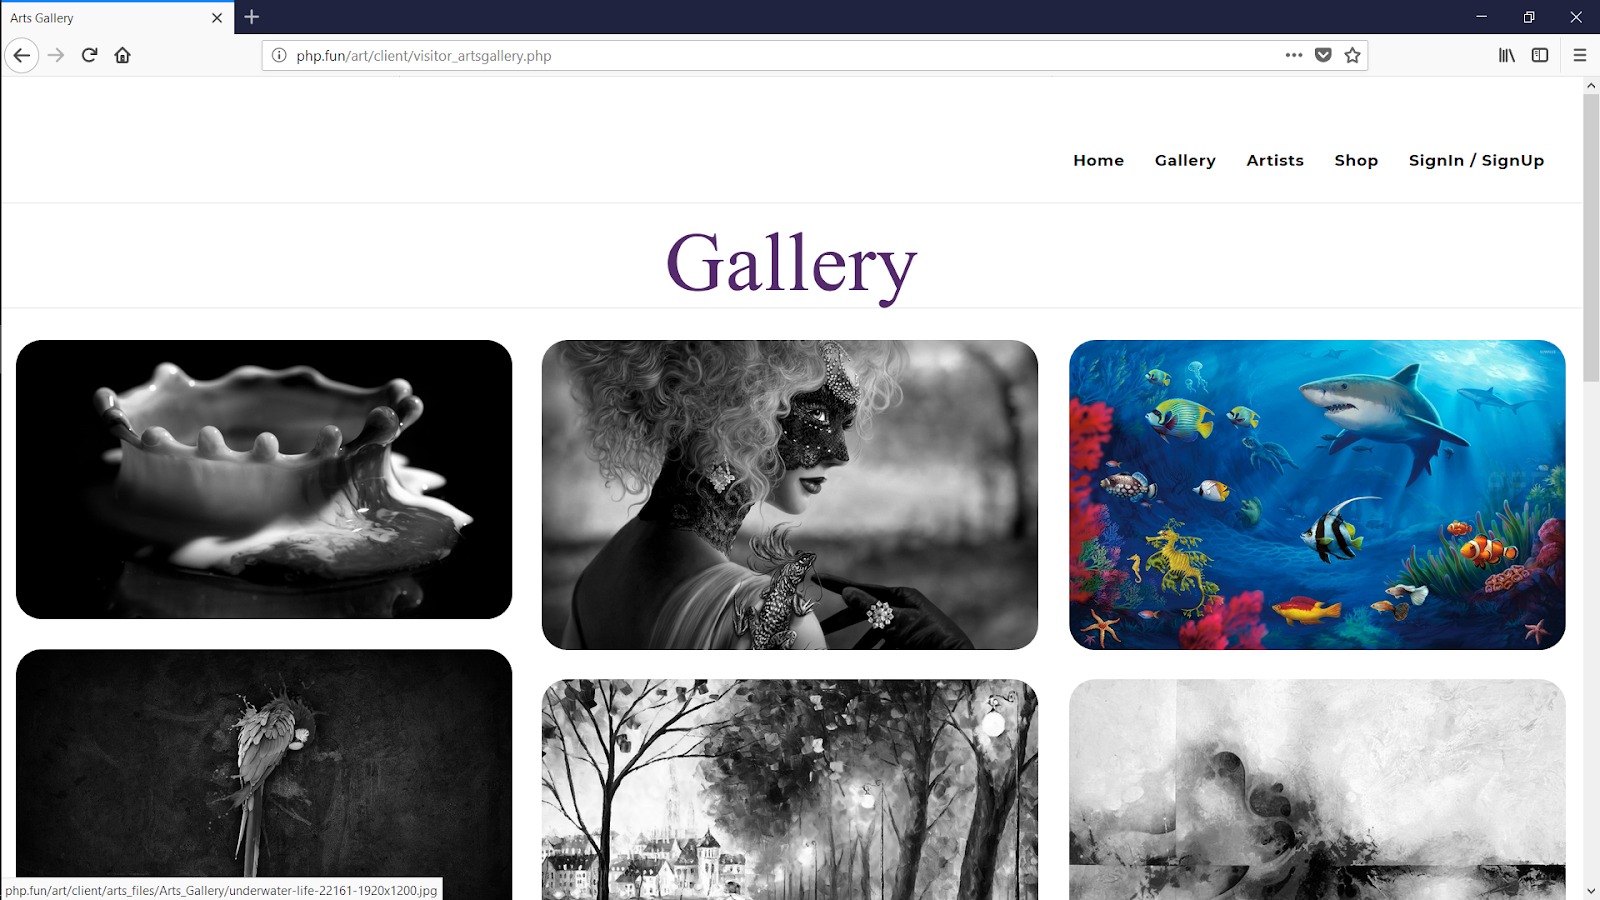 Arts Gallery
php.fun/art/client/visitor_artsgallery.php
Home Gallery Artists Shop SignIn / SignUp
Gallery
php.fun/art/client/arts_files/Arts_Gallery/underwater-life-22161-1920x1200.jpg